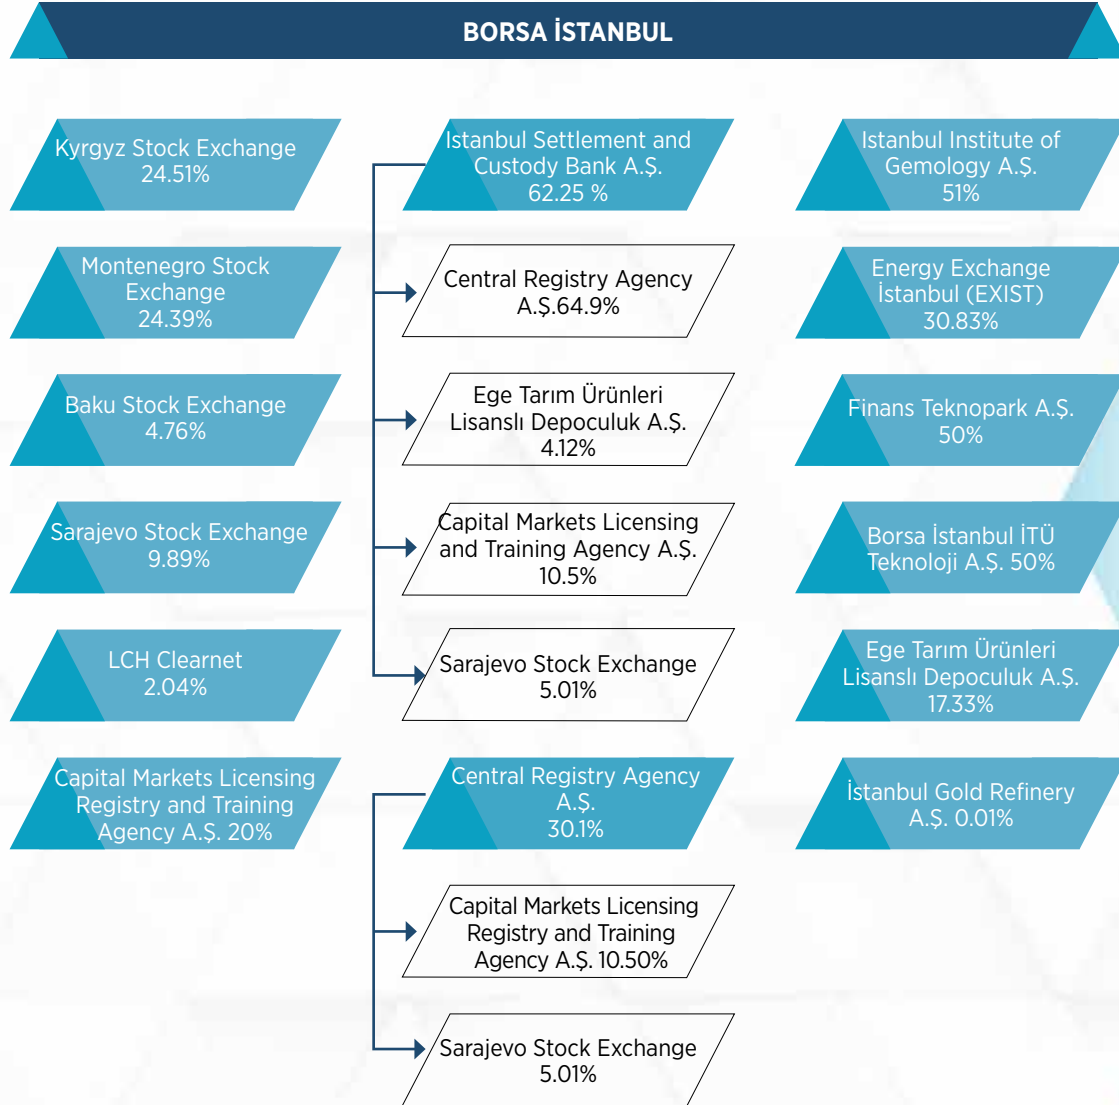 BORSA İSTANBUL
Kyrgyz Stock Exchange
24.51%
Montenegro Stock
Exchange
24.39%
Baku Stock Exchange
4.76%
Sarajevo Stock Exchange
9.89%
LCH Clearnet
2.04%
Capital Markets Licensing
Registry and Training
Agency A.Ş. 20%
Istanbul Settlement and
Custody Bank A.Ş.
62.25 %
Central Registry Agency
A.Ş.64.9%
Ege Tarım Ürünleri
Lisanslı Depoculuk A.Ş.
4.12%
Capital Markets Licensing
and Training Agency A.Ş.
10.5%
Sarajevo Stock Exchange
5.01%
Central Registry Agency
A.Ş.
30.1%
Capital Markets Licensing
Registry and Training
Agency A.Ş. 10.50%
Sarajevo Stock Exchange
5.01%
Istanbul Institute of
Gemology A.Ş.
51%
Energy Exchange
İstanbul (EXIST)
30.83%
Finans Teknopark A.Ş.
50%
Borsa İstanbul İTÜ
Teknoloji A.Ş. 50%
Ege Tarım Ürünleri
Lisanslı Depoculuk A.Ş.
17.33%
İstanbul Gold Refinery
A.Ş. 0.01%